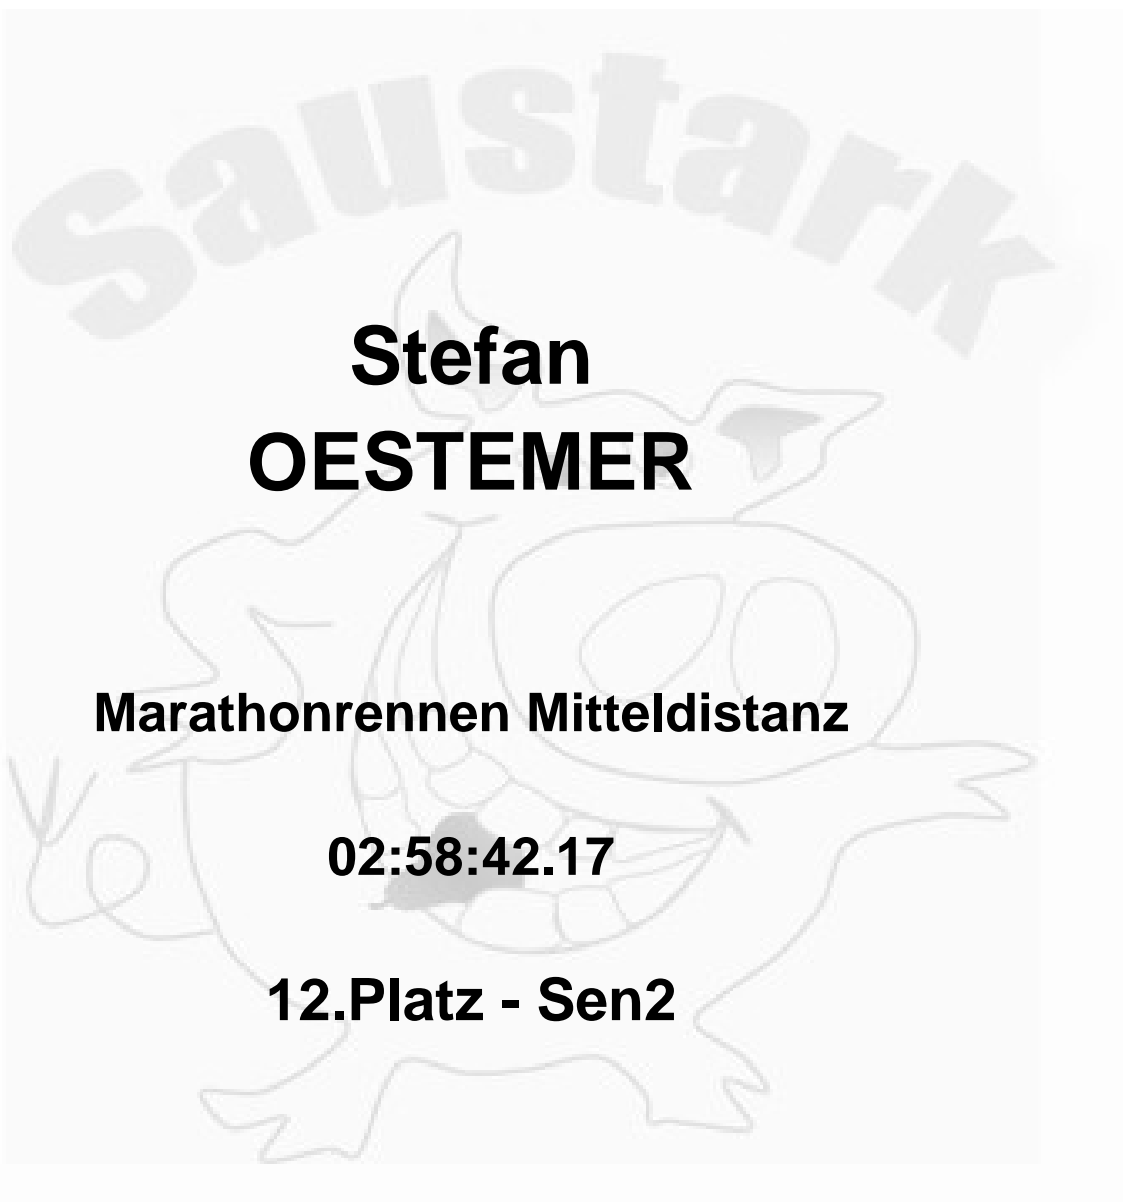 Saustark
Stefan
OESTEMER
Marathonrennen Mitteldistanz
02:58:42.17
12.Platz - Sen2